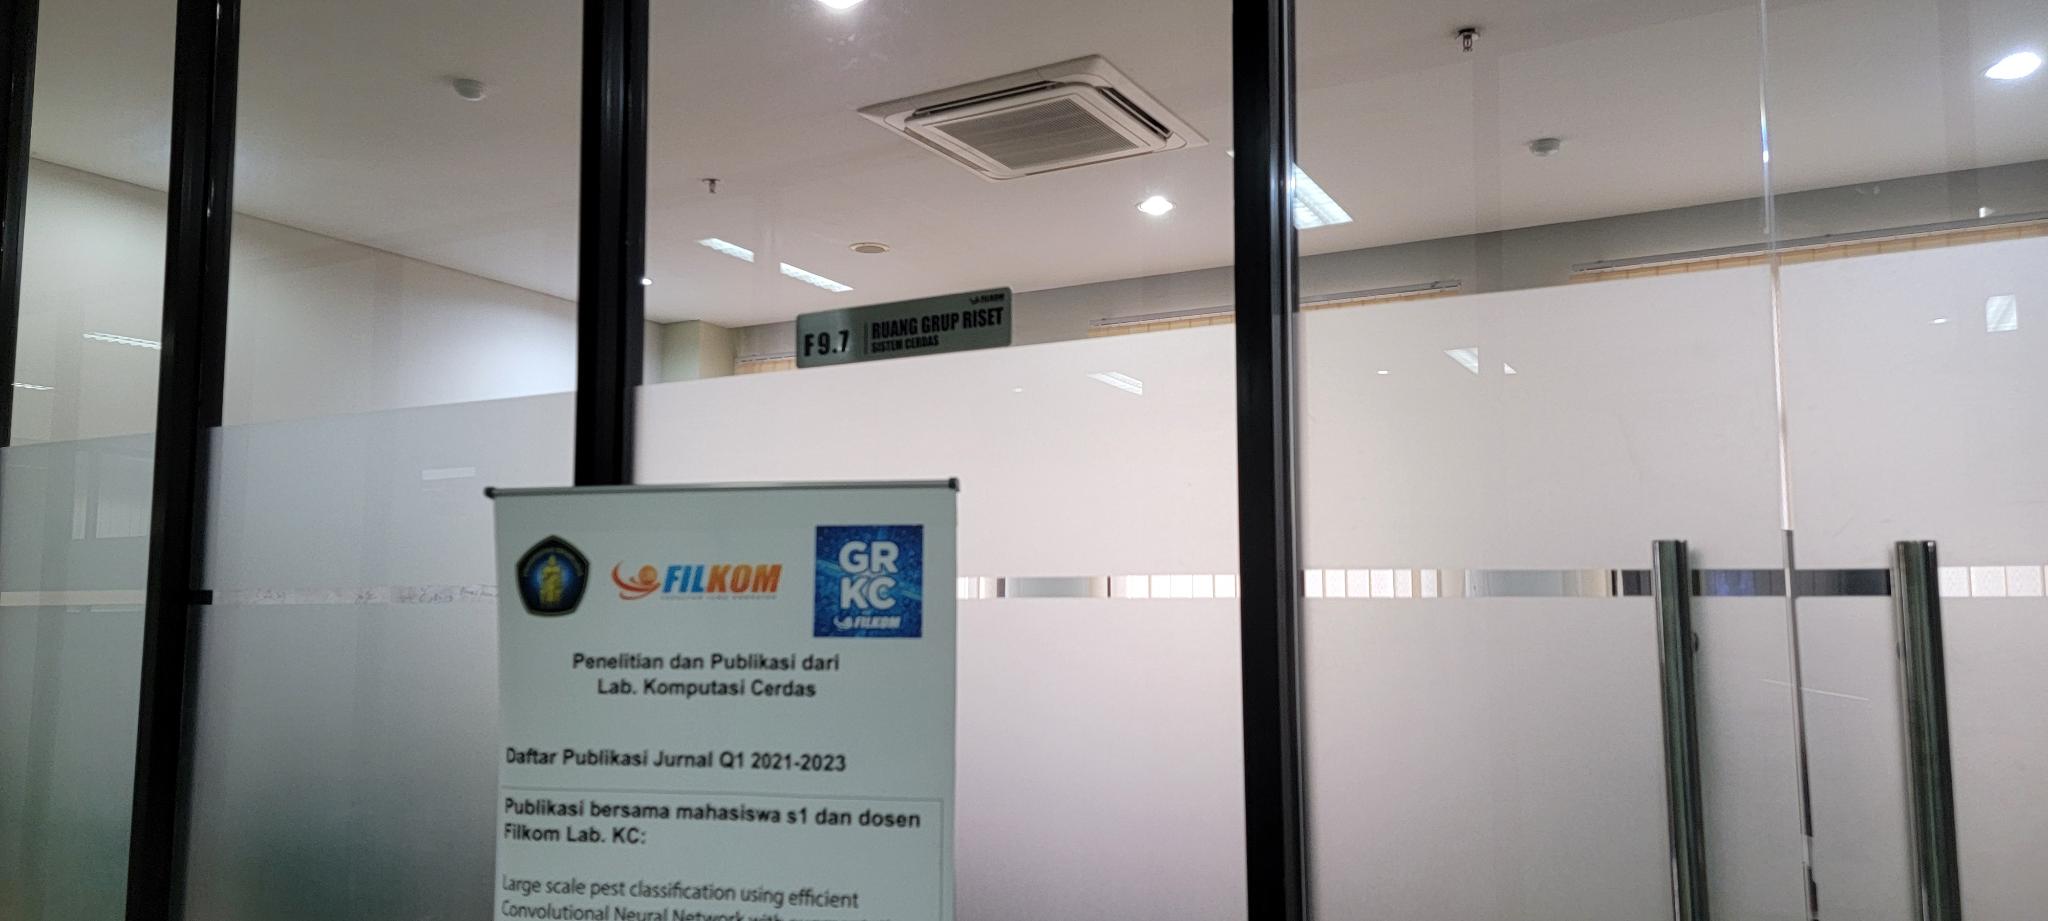 FILKOM
F 9.7
RUANG GRUP RISET
SISTEM CERDAS
FILKOM
GR
KC
FILKOM
Penelitian dan Publikasi dari
Lab. Komputasi Cerdas
Daftar Publikasi Jurnal Q1 2021-2023
Publikasi bersama mahasiswa s1 dan dosen
Filkom Lab. KC:
Large scale pest classification using efficient
Convolutional Neural Network with